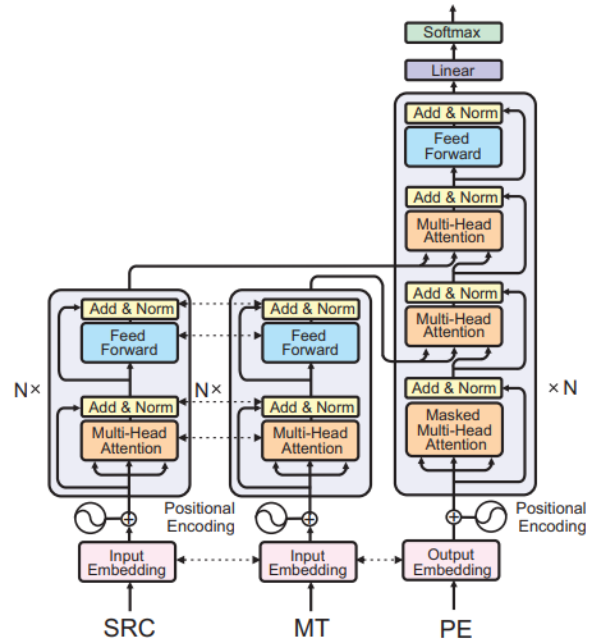 Softmax
Linear
Add & Norm
Feed
Forward
Add & Norm
Multi-Head
Attention
Add & Norm
Multi-Head
Attention
Add & Norm
Masked
Multi-Head
Attention
× N
Positional
Encoding
Output
Embedding
PE
Add & Norm
Feed
Forward
N×
Add & Norm
Multi-Head
Attention
Positional
Encoding
Input
Embedding
SRC
Add & Norm
Feed
Forward
N×
Add & Norm
Multi-Head
Attention
Input
Embedding
MT